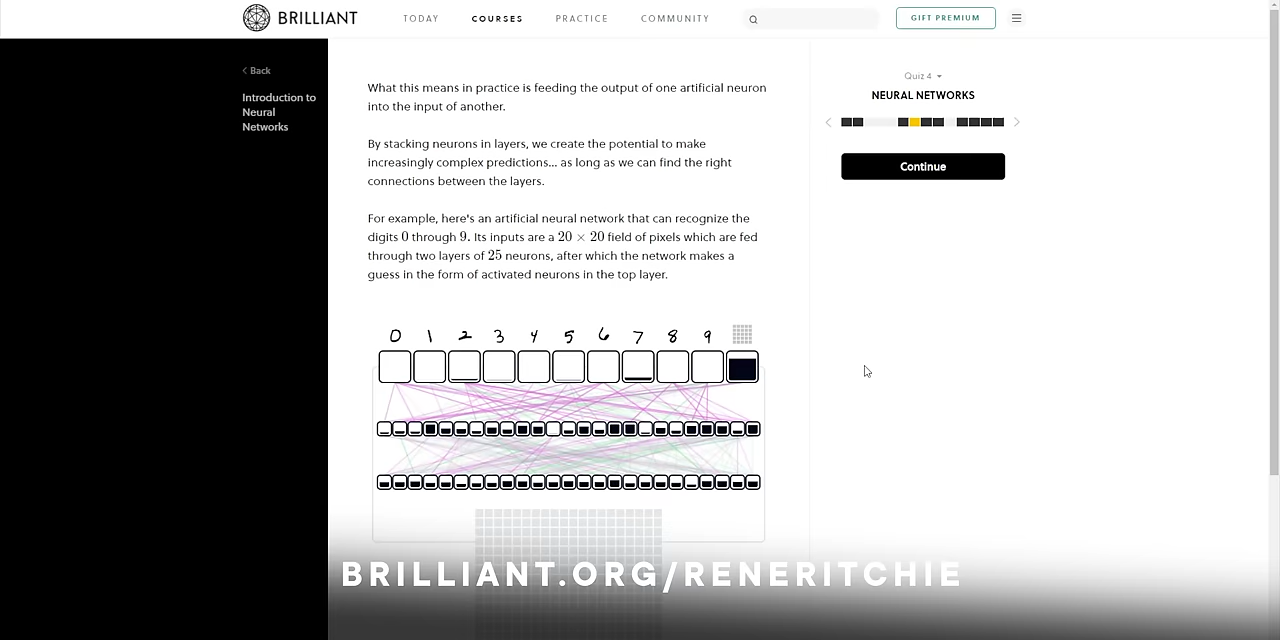 BRILLIANT
TODAY
COURSES
PRACTICE
COMMUNITY
GIFT PREMIUM
< Back
Introduction to
Neural
Networks
What this means in practice is feeding the output of one artificial neuron
into the input of another.
By stacking neurons in layers, we create the potential to make
increasingly complex predictions... as long as we can find the right
connections between the layers.
For example, here's an artificial neural network that can recognize the
digits 0 through 9. Its inputs are a 20 × 20 field of pixels which are fed
through two layers of 25 neurons, after which the network makes a
guess in the form of activated neurons in the top layer.
0 1 2 3 4 5 6 7 8 9
Quiz 4
NEURAL NETWORKS
Continue
BRILLIANT.ORG/RENERITCHIE